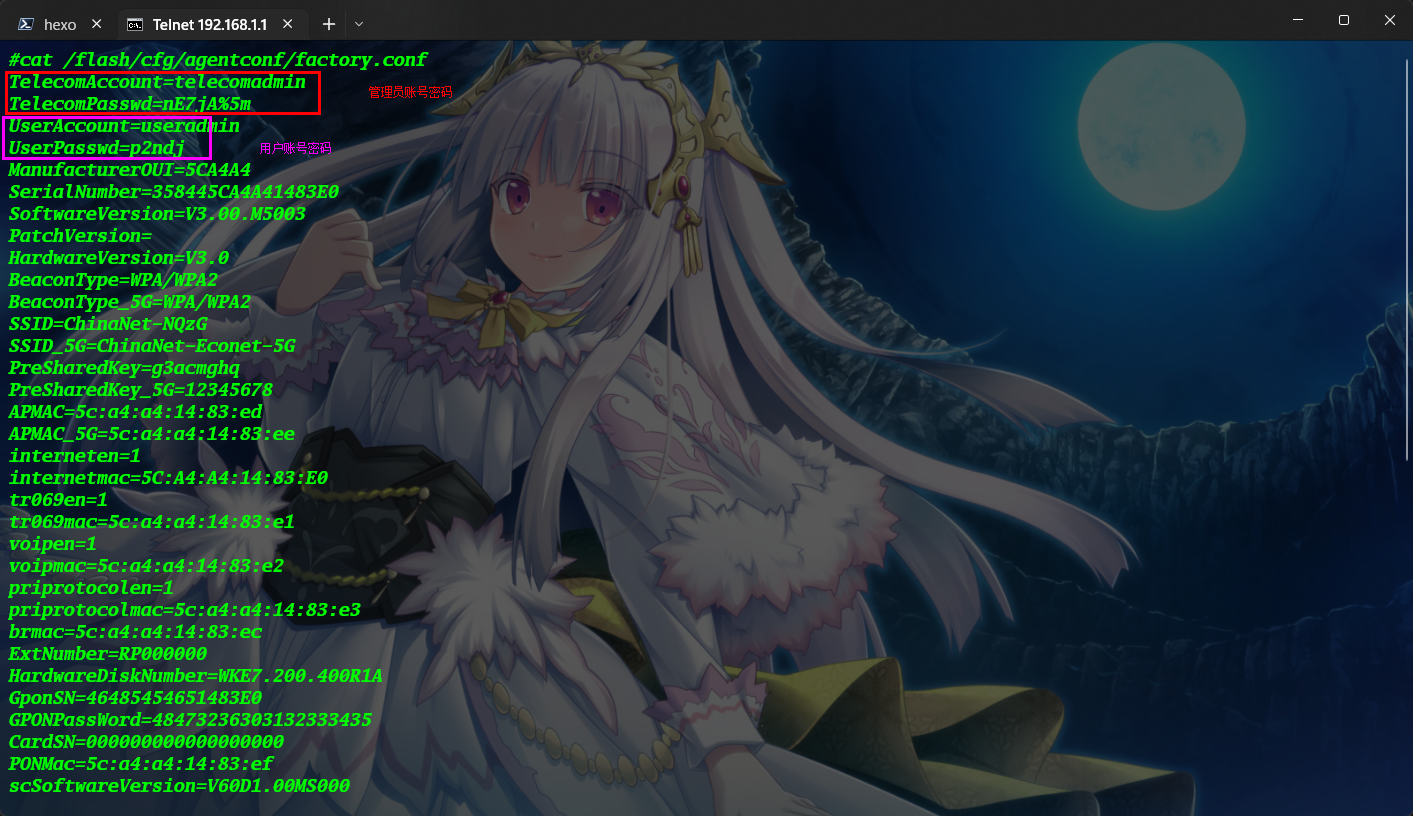 hexo
Telnet 192.168.1.1
#cat /flash/cfg/agentconf/factory.conf
TelecomAccount=telecomadmin
管理员账号密码
TelecomPasswd=nE7jA%5m
UserAccount=useradmin
UserPasswd=p2ndj
用户账号密码
ManufacturerOUI=5CA4A4
SerialNumber=358445CA4A41483E0
SoftwareVersion=V3.00.M5003
PatchVersion=
HardwareVersion=V3.0
BeaconType=WPA/WPA2
BeaconType_5G=WPA/WPA2
SSID=ChinaNet-NQzG
SSID_5G=ChinaNet-Econet-5G
PreSharedKey=g3acmghq
PreSharedKey_5G=12345678
APMAC=5c:a4:a4:14:83:ed
APMAC_5G=5c:a4:a4:14:83:ee
interneten=1
internetmac=5C:A4:A4:14:83:E0
tr069en=1
tr069mac=5c:a4:a4:14:83:e1
voipen=1
voipmac=5c:a4:a4:14:83:e2
priprotocolen=1
priprotocolmac=5c:a4:a4:14:83:e3
brmac=5c:a4:a4:14:83:ec
ExtNumber=RP000000
HardwareDiskNumber=WKE7.200.400R1A
GponSN=46485454651483E0
GPONPassWord=48473236303132333435
CardSN=000000000000000000
PONMac=5c:a4:a4:14:83:ef
scSoftwareVersion=V60D1.00MS000